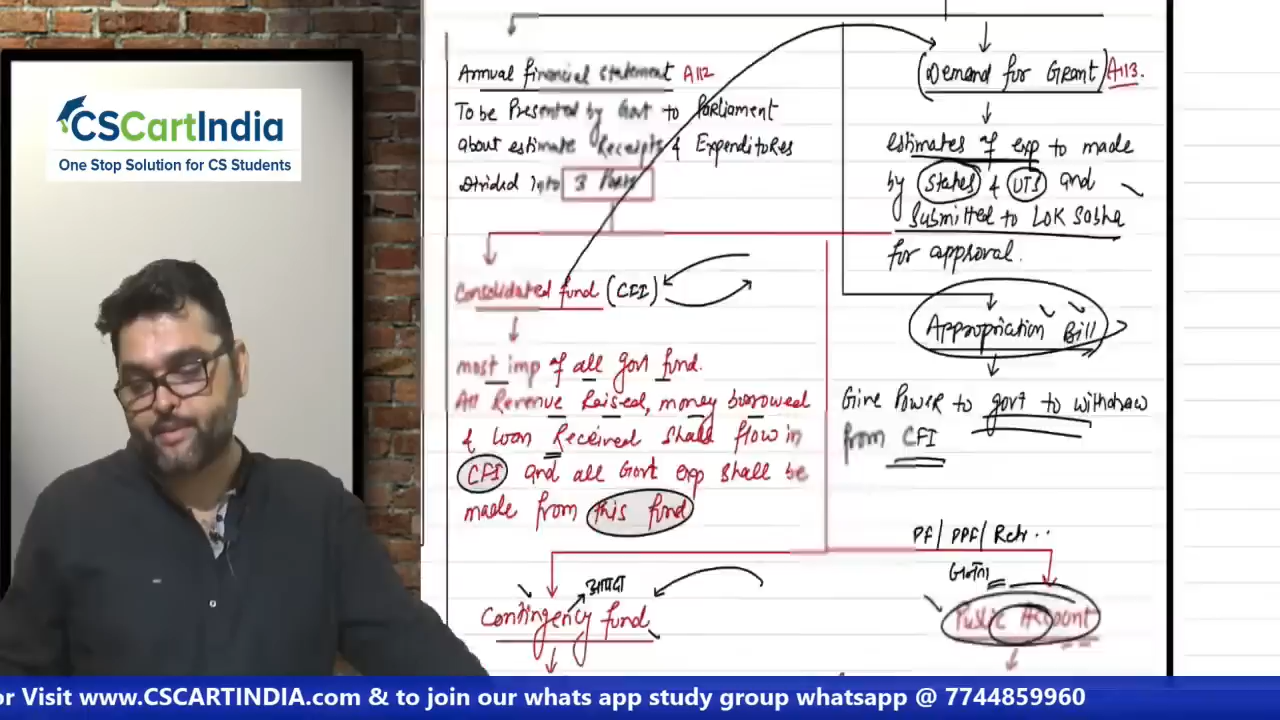 CSCartIndia
One Stop Solution for CS Students
Annual financial statement A112
To be Presented by Govt to Parliament
about estimate Receipts & Expenditores
Divided into 3 Parts
Consolidated fund (CFI)
most imp of all Gov fund.
All Revenue Raised, money borrowed
& loan Received shall flow in
CFI and all Govt exp shall be
made from this fund
Contingency fund
आपदा
(Demand for Grant) A113.
estimates of exp to made
by States & UTs and
Submitted to Lok Sabha
for approval.
Appropriation Bill
Give Power to govt to withdraw
from CFI
PF/ PPF/ Retr..
जनता
Public Account
or Visit www.CSCARTINDIA.com & to join our whats app study group whatsapp @ 7744859960